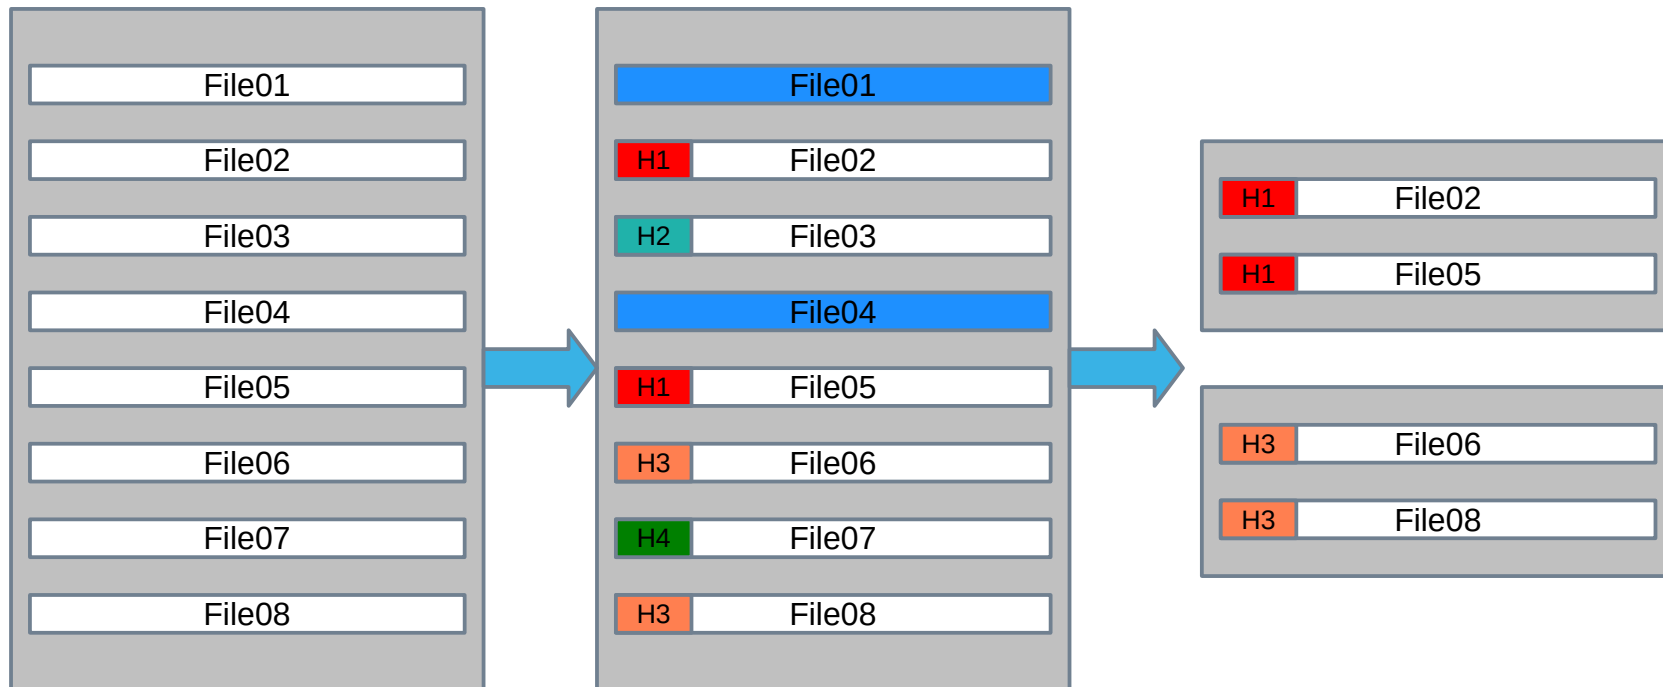 File01
File02
File03
File04
File05
File06
File07
File08
File01
H1 File02
H2 File03
File04
H1 File05
H3 File06
H4 File07
H3 File08
H1 File02
H1 File05
H3 File06
H3 File08